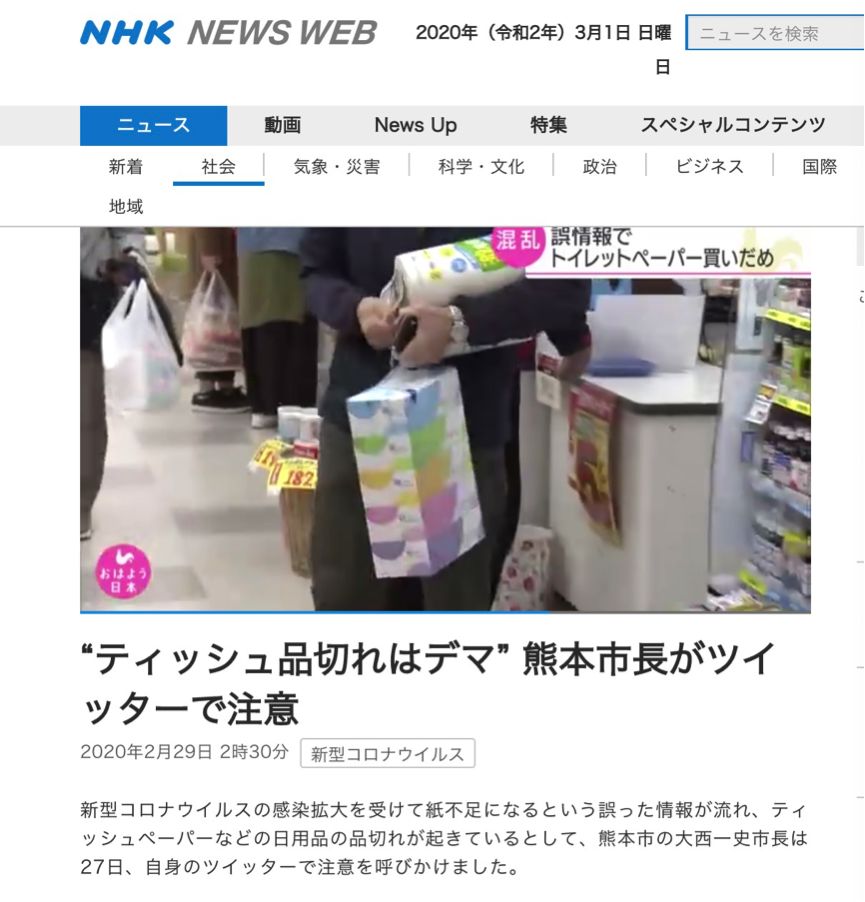 NHK NEWS WEB
2020年（令和2年）3月1日 日曜
日
ニュースを検索
ニュース 動画 News Up 特集 スペシャルコンテンツ
新着 社会 気象・災害 科学・文化 政治 ビジネス 国際
地域
混乱
誤情報で
トイレットペーパー買いだめ
182
おはよう
日本
“ティッシュ品切れはデマ” 熊本市長がツイ
ッターで注意
2020年2月29日 2時30分 新型コロナウイルス
新型コロナウイルスの感染拡大を受けて紙不足になるという誤った情報が流れ、ティ
ッシュペーパーなどの日用品の品切れが起きているとして、熊本市の大西一史市長は
27日、自身のツイッターで注意を呼びかけました。